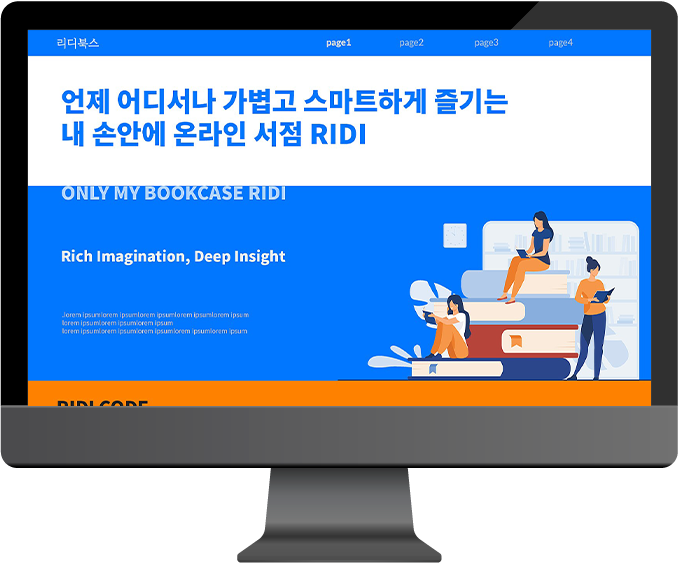 리디북스
page1 page2 page3 page4
언제 어디서나 가볍고 스마트하게 즐기는
내 손안에 온라인 서점 RIDI
ONLY MY BOOKCASE RIDI
Rich Imagination, Deep Insight
.lorem ipsumlorem ipsumlorem ipsumlorem ipsumlorem ipsum
lorem ipsumlorem ipsumlorem ipsum
lorem ipsumlorem ipsumlorem ipsumlorem ipsumlorem ipsum
RIDI CODE